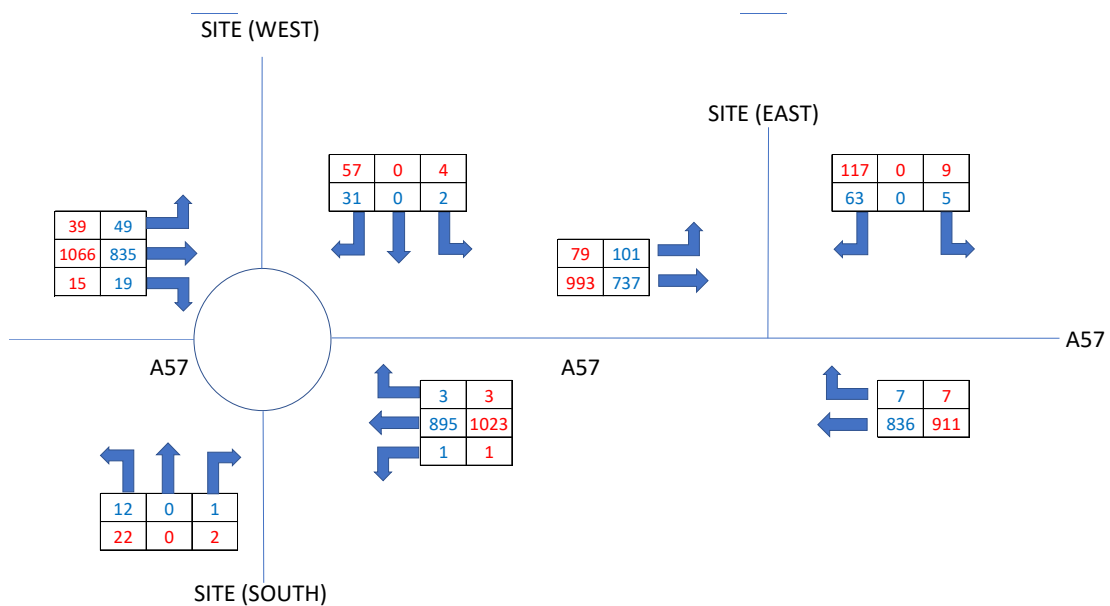 SITE (WEST)
SITE (EAST)
57 0 4
31 0 2
117 0 9
63 0 5
39 49
1066 835
15 19
79 101
993 737
A57
A57
A57
3 3
895 1023
1 1
7 7
836 911
12 0 1
22 0 2
SITE (SOUTH)